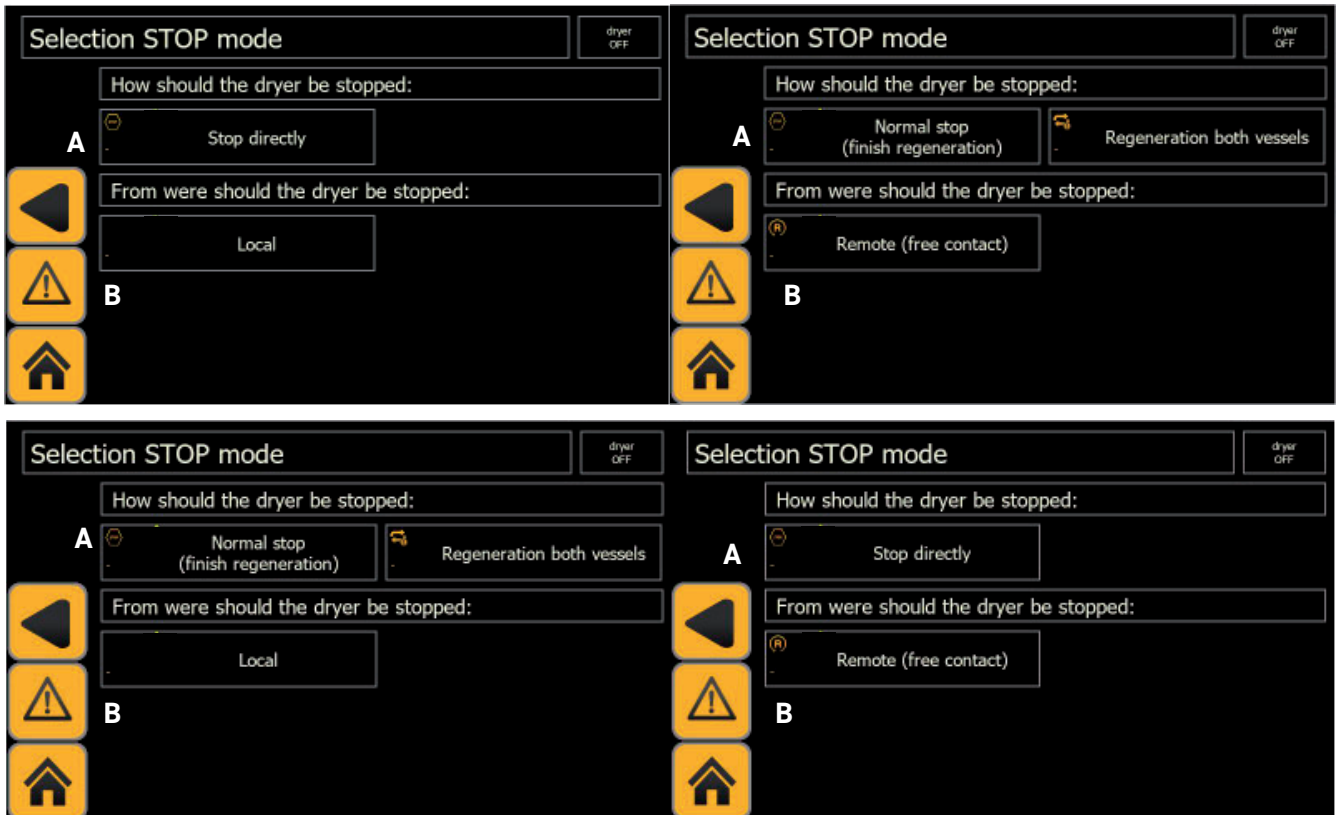 Selection STOP mode
dryer
OFF
How should the dryer be stopped:
A
Stop directly
From were should the dryer be stopped:
Local
B
Selection STOP mode
dryer
OFF
How should the dryer be stopped:
A
Normal stop
(finish regeneration)
Regeneration both vessels
From were should the dryer be stopped:
R
Remote (free contact)
B
Selection STOP mode
dryer
OFF
How should the dryer be stopped:
A
Normal stop
(finish regeneration)
Regeneration both vessels
From were should the dryer be stopped:
Local
B
Selection STOP mode
dryer
OFF
How should the dryer be stopped:
A
Stop directly
From were should the dryer be stopped:
R
Remote (free contact)
B